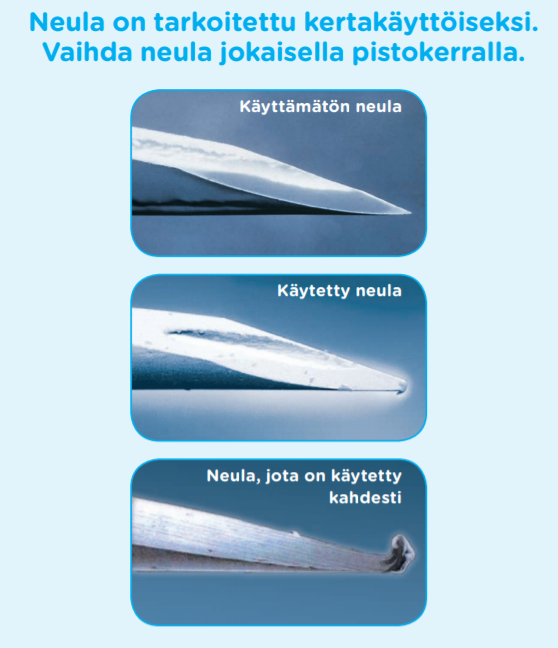 Neula on tarkoitettu kertakäyttöiseksi.
Vaihda neula jokaisella pistokerralla.
Käyttämätön neula
Käytetty neula
Neula, jota on käytetty
kahdesti